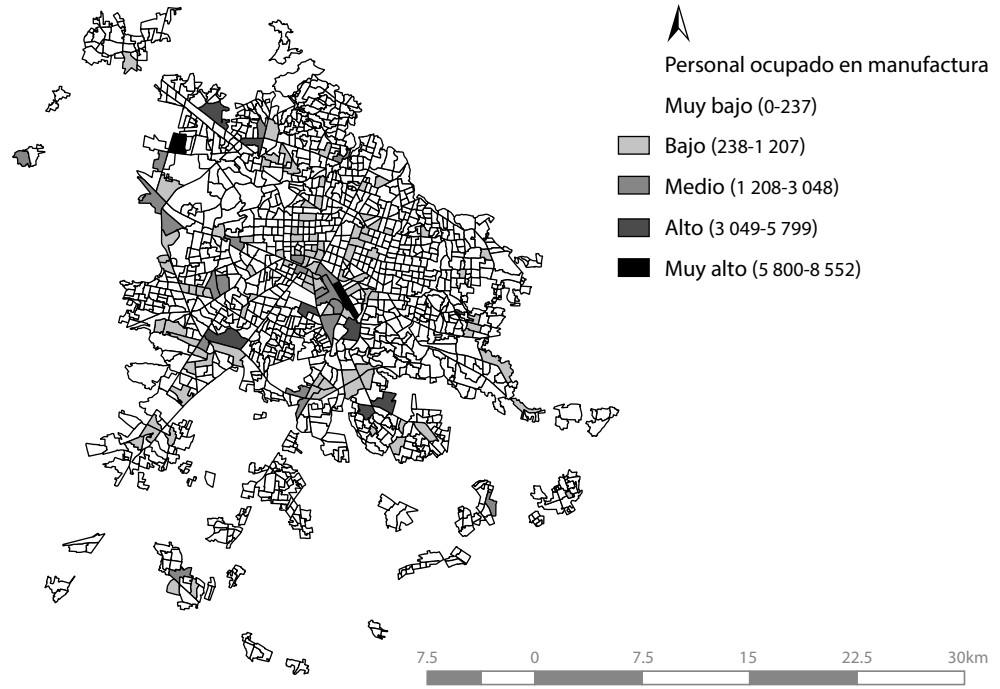 Personal ocupado en manufactura
Muy bajo (0-237)
Bajo (238-1 207)
Medio (1 208-3 048)
Alto (3 049-5 799)
Muy alto (5 800-8 552)
7.5 0 7.5 15 22.5 30km